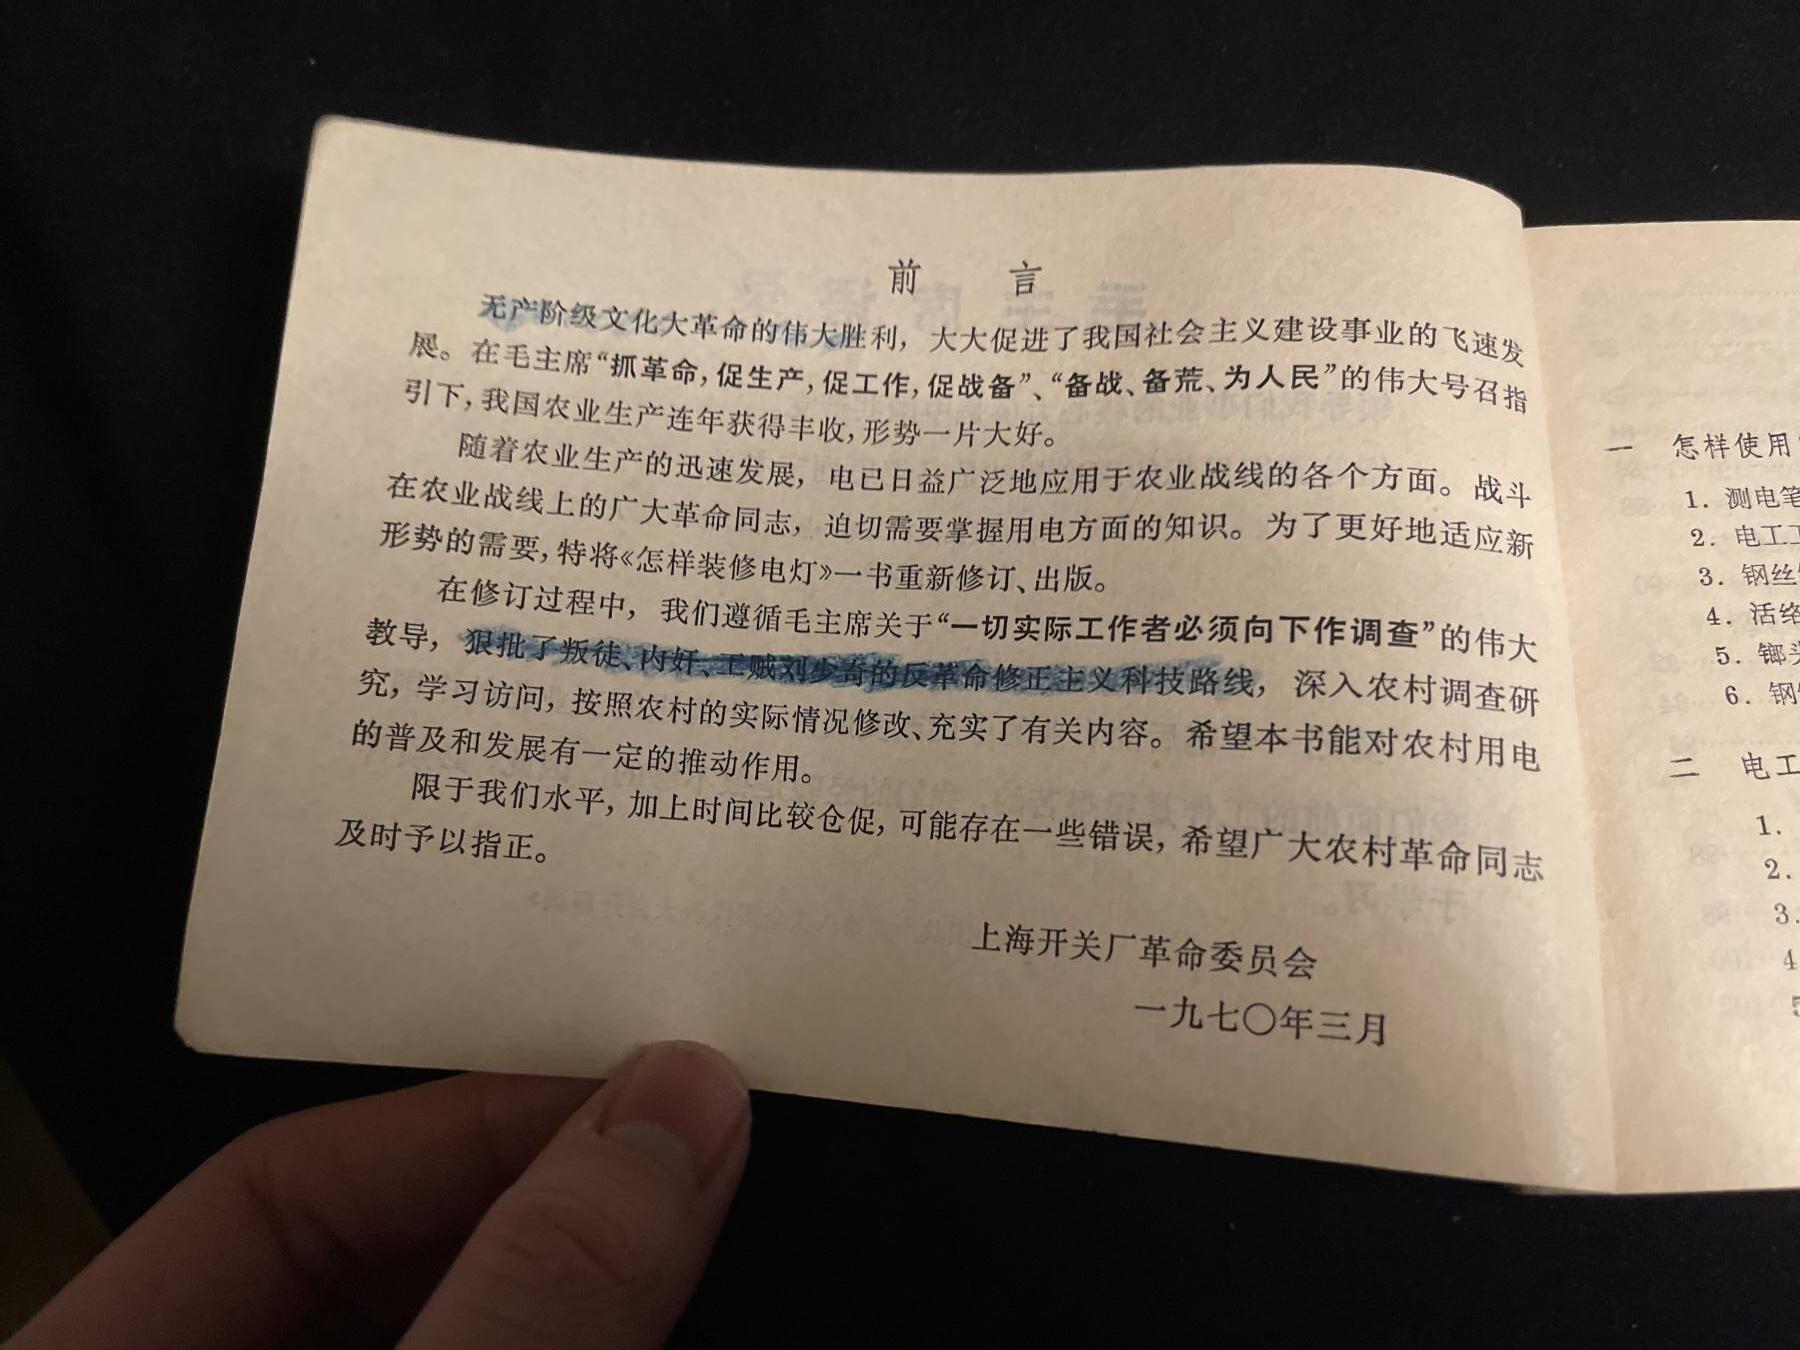 前言
无产阶级文化大革命的伟大胜利，大大促进了我国社会主义建设事业的飞速发
展。在毛主席“抓革命，促生产，促工作，促战备”、“备战、备荒、为人民”的伟大号召指
引下，我国农业生产连年获得丰收，形势一片大好。
随着农业生产的迅速发展，电已日益广泛地应用于农业战线的各个方面。战斗
在农业战线上的广大革命同志，迫切需要掌握用电方面的知识。为了更好地适应新
形势的需要，特将《怎样装修电灯》一书重新修订、出版。
在修订过程中，我们遵循毛主席关于“一切实际工作者必须向下作调查”的伟大
教导，狠批了叛徒、内奸、工贼刘少奇的反革命修正主义科技路线，深入农村调查研
究，学习访问，按照农村的实际情况修改、充实了有关内容。希望本书能对农村用电
的普及和发展有一定的推动作用。
限于我们水平，加上时间比较仓促，可能存在一些错误，希望广大农村革命同志
及时予以指正。
上海开关厂革命委员会
一九七〇年三月
一 怎样使用
1. 测电笔
2. 电工
3. 钢丝
4. 活络
5. 鎯
6. 钢
二 电工
1.
2.
3.
4
5